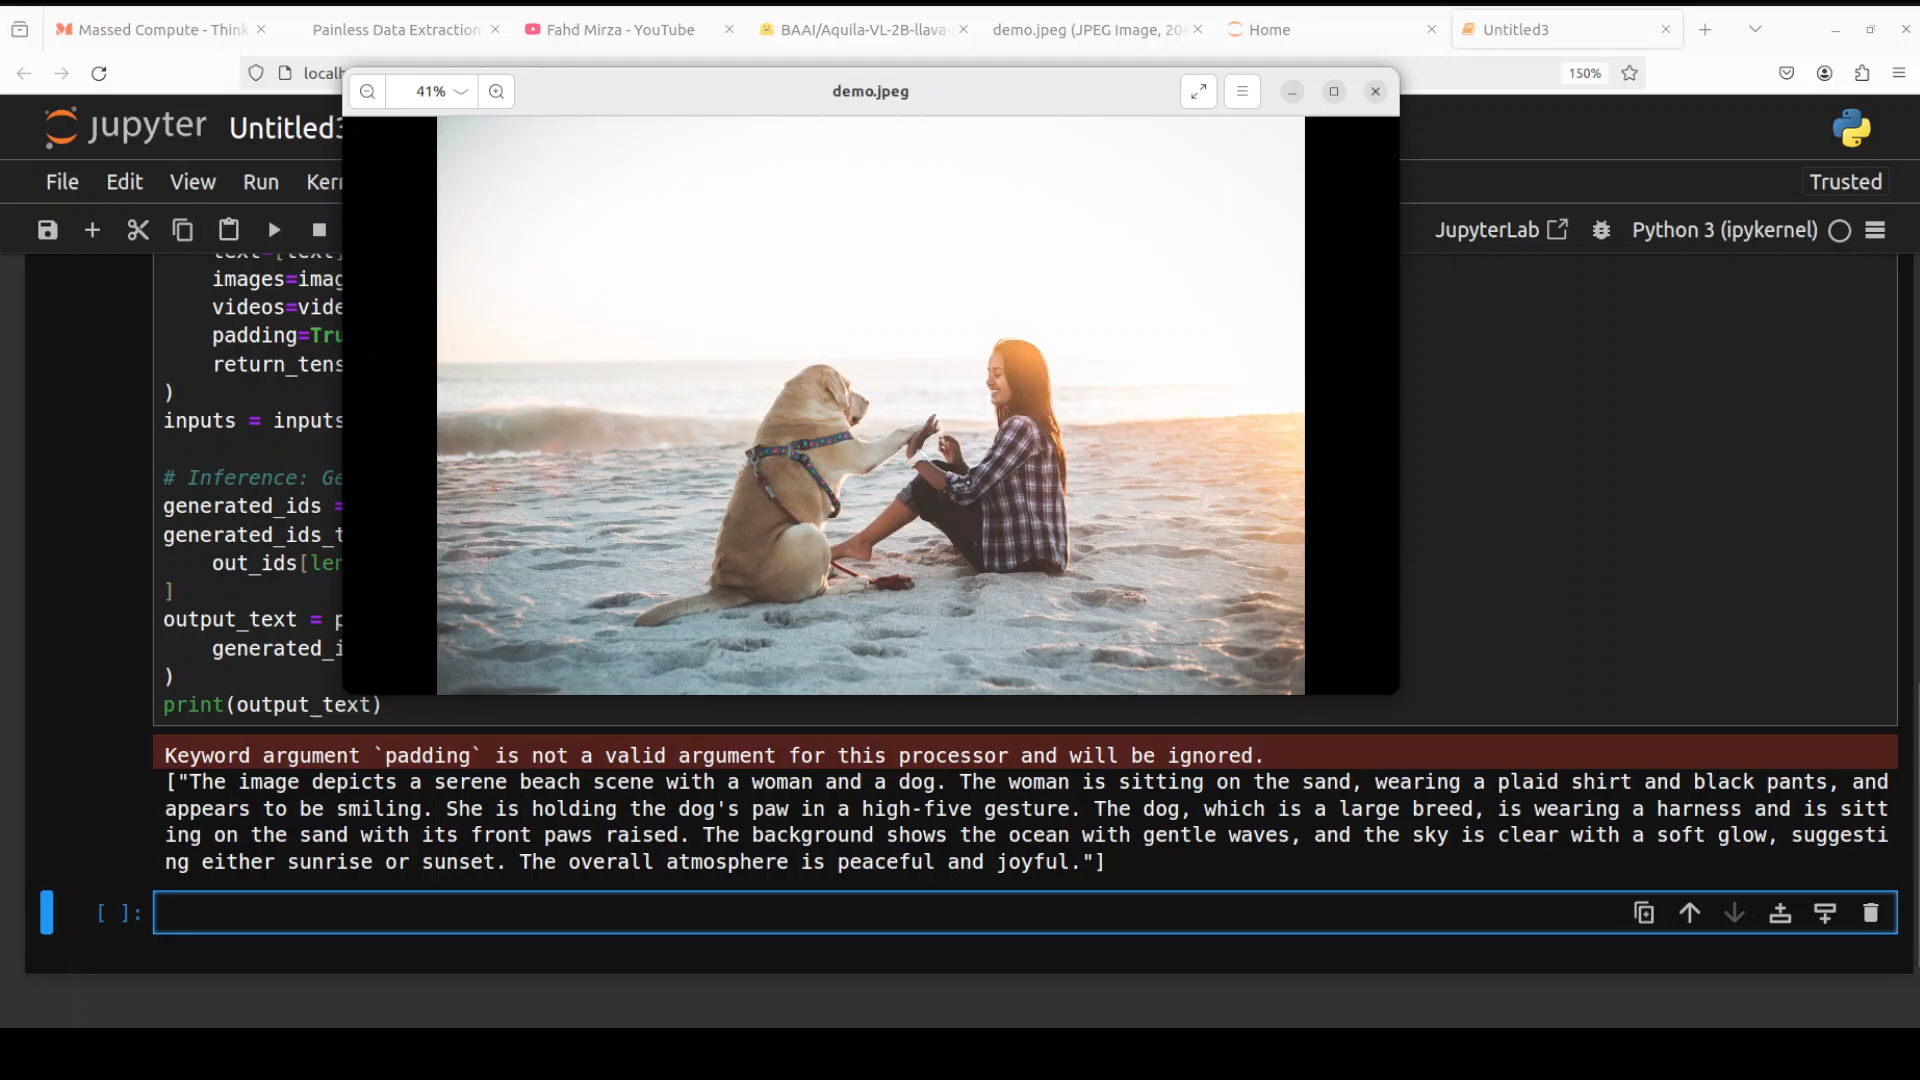 Massed Compute - Think
Painless Data Extraction
Fahd Mirza - YouTube
BAAI/Aquila-VL-2B-llava-
demo.jpeg (JPEG Image, 204
Home
Untitled3
localh
150%
41%
demo.jpeg
jupyter Untitled3
File Edit View Run Kern
Trusted
JupyterLab
Python 3 (ipykernel)
text=[text]
images=imag
videos=vide
padding=Tru
return_tens
)
inputs = inputs
# Inference: Ge
generated_ids =
generated_ids_t
out_ids[len
]
output_text = p
generated_i
)
print(output_text)
Keyword argument `padding` is not a valid argument for this processor and will be ignored.
["The image depicts a serene beach scene with a woman and a dog. The woman is sitting on the sand, wearing a plaid shirt and black pants, and
appears to be smiling. She is holding the dog's paw in a high-five gesture. The dog, which is a large breed, is wearing a harness and is sitt
ing on the sand with its front paws raised. The background shows the ocean with gentle waves, and the sky is clear with a soft glow, suggesti
ng either sunrise or sunset. The overall atmosphere is peaceful and joyful."]
[ ]: